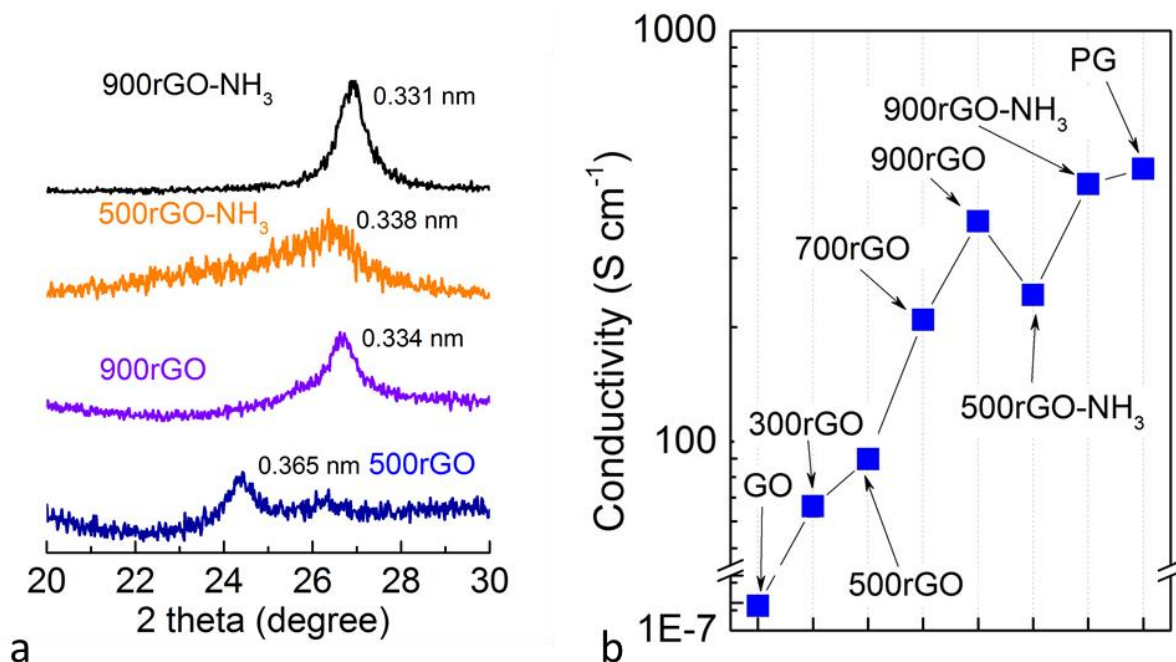 900rGO-NH₃
0.331 nm
500rGO-NH₃
0.338 nm
900rGO
0.334 nm
0.365 nm 500rGO
20 22 24 26 28 30
2 theta (degree)
a
1000
100
1E-7
Conductivity (S cm⁻¹)
PG
900rGO-NH₃
900rGO
700rGO
300rGO
GO
500rGO-NH₃
500rGO
b